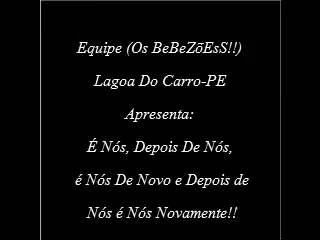 Equipe (Os BeBeZõEsS!!)
Lagoa Do Carro-PE
Apresenta:
É Nós, Depois De Nós,
é Nós De Novo e Depois de
Nós é Nós Novamente!!